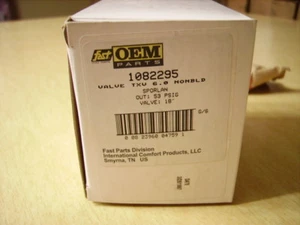 fast OEM
PARTS
1082295
VALVE TXV 6.0 NONBLD
SPORLAN
OUT: 53 PSIG
VALVE: 10°
Fast Parts Division
International Comfort Products, LLC
Smyrna, TN US